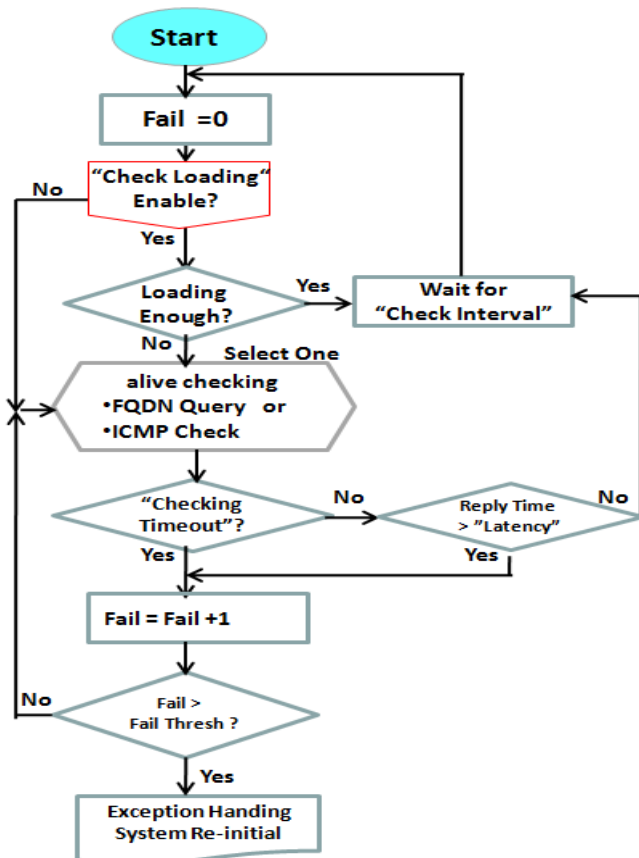 Start
Fail =0
No
“Check Loading“
Enable?
Yes
Loading
Enough?
Yes
Wait for
“Check Interval”
No
Select One
alive checking
•FQDN Query or
•ICMP Check
“Checking
Timeout”?
No
Reply Time
> ”Latency”
No
Yes
Yes
Fail = Fail +1
No
Fail >
Fail Thresh ?
Yes
Exception Handing
System Re-initial